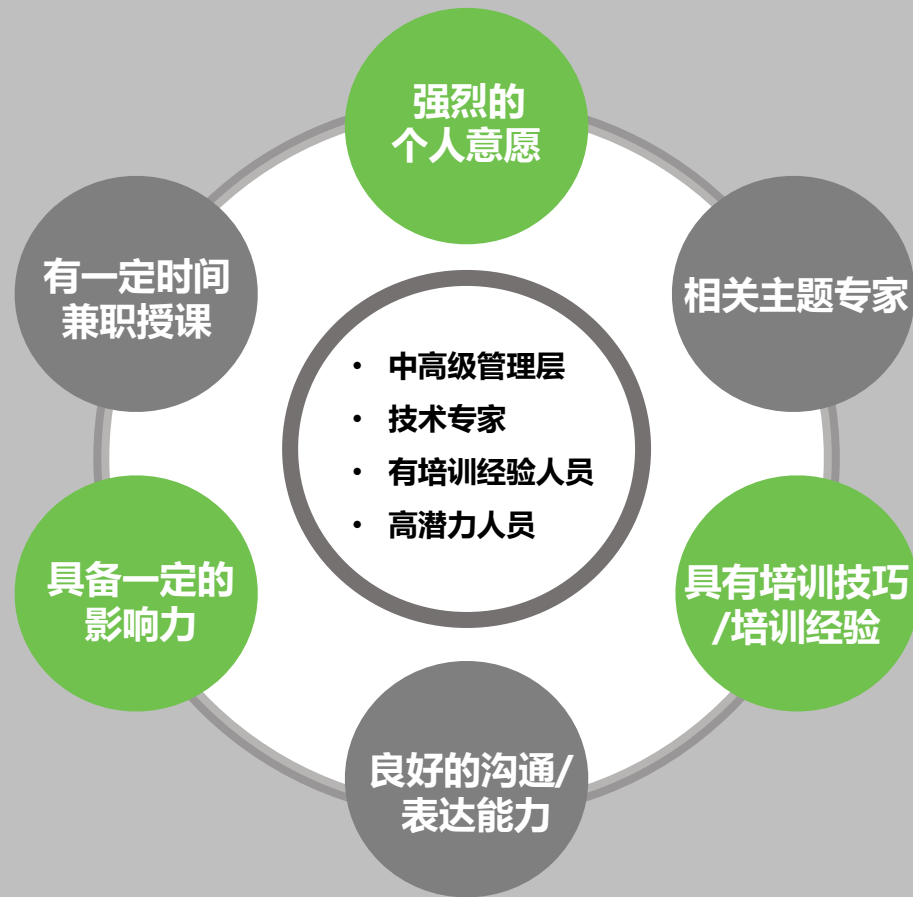 强烈的
个人意愿
有一定时间
兼职授课
相关主题专家
• 中高级管理层
• 技术专家
• 有培训经验人员
• 高潜力人员
具备一定的
影响力
具有培训技巧
/培训经验
良好的沟通/
表达能力